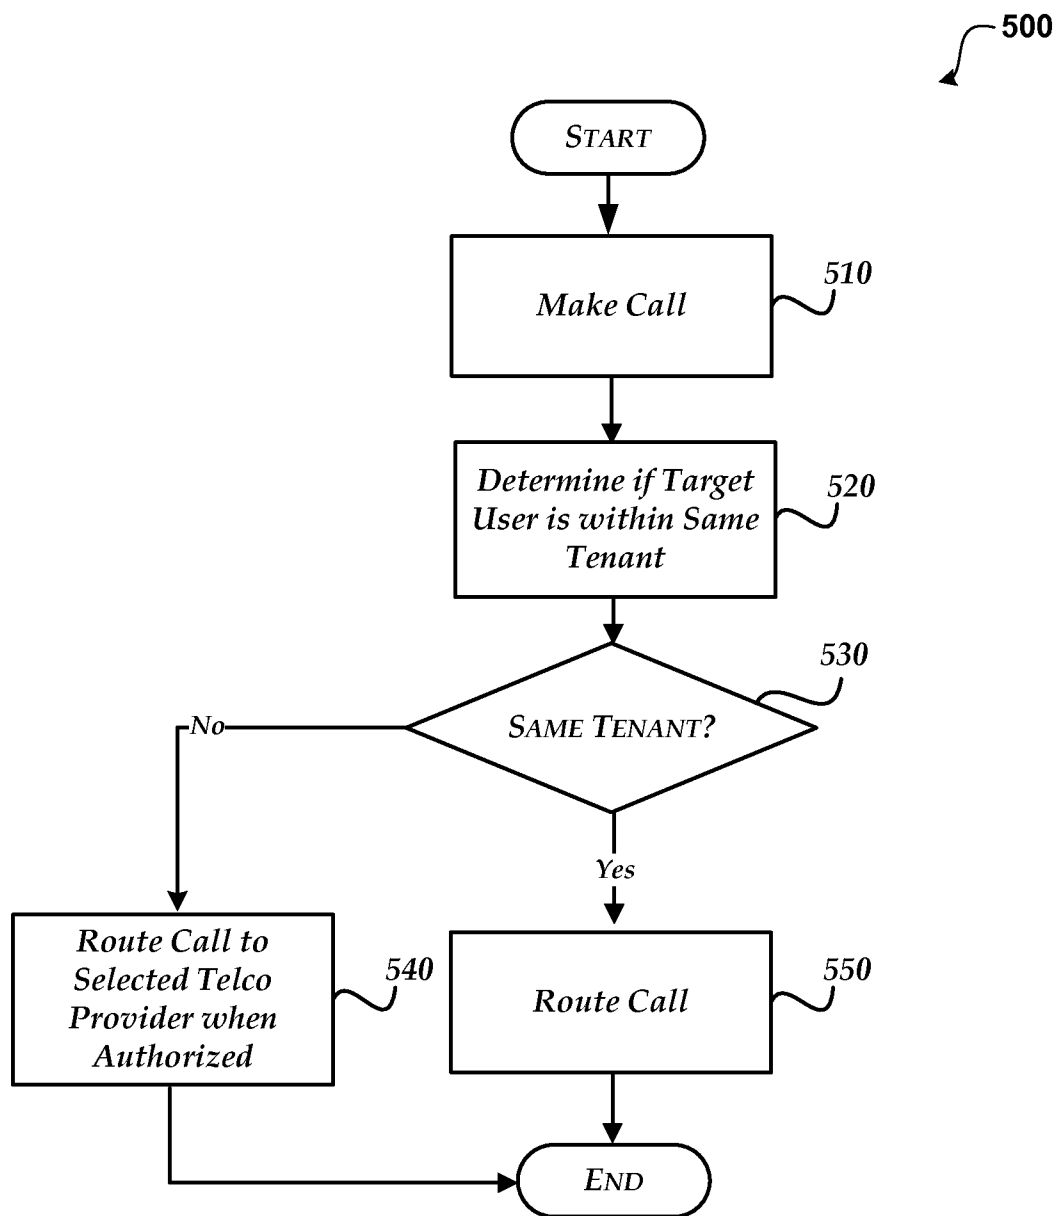 500
START
Make Call
510
Determine if Target
User is within Same
Tenant
520
530
SAME TENANT?
No
Yes
Route Call to
Selected Telco
Provider when
Authorized
540
Route Call
550
END